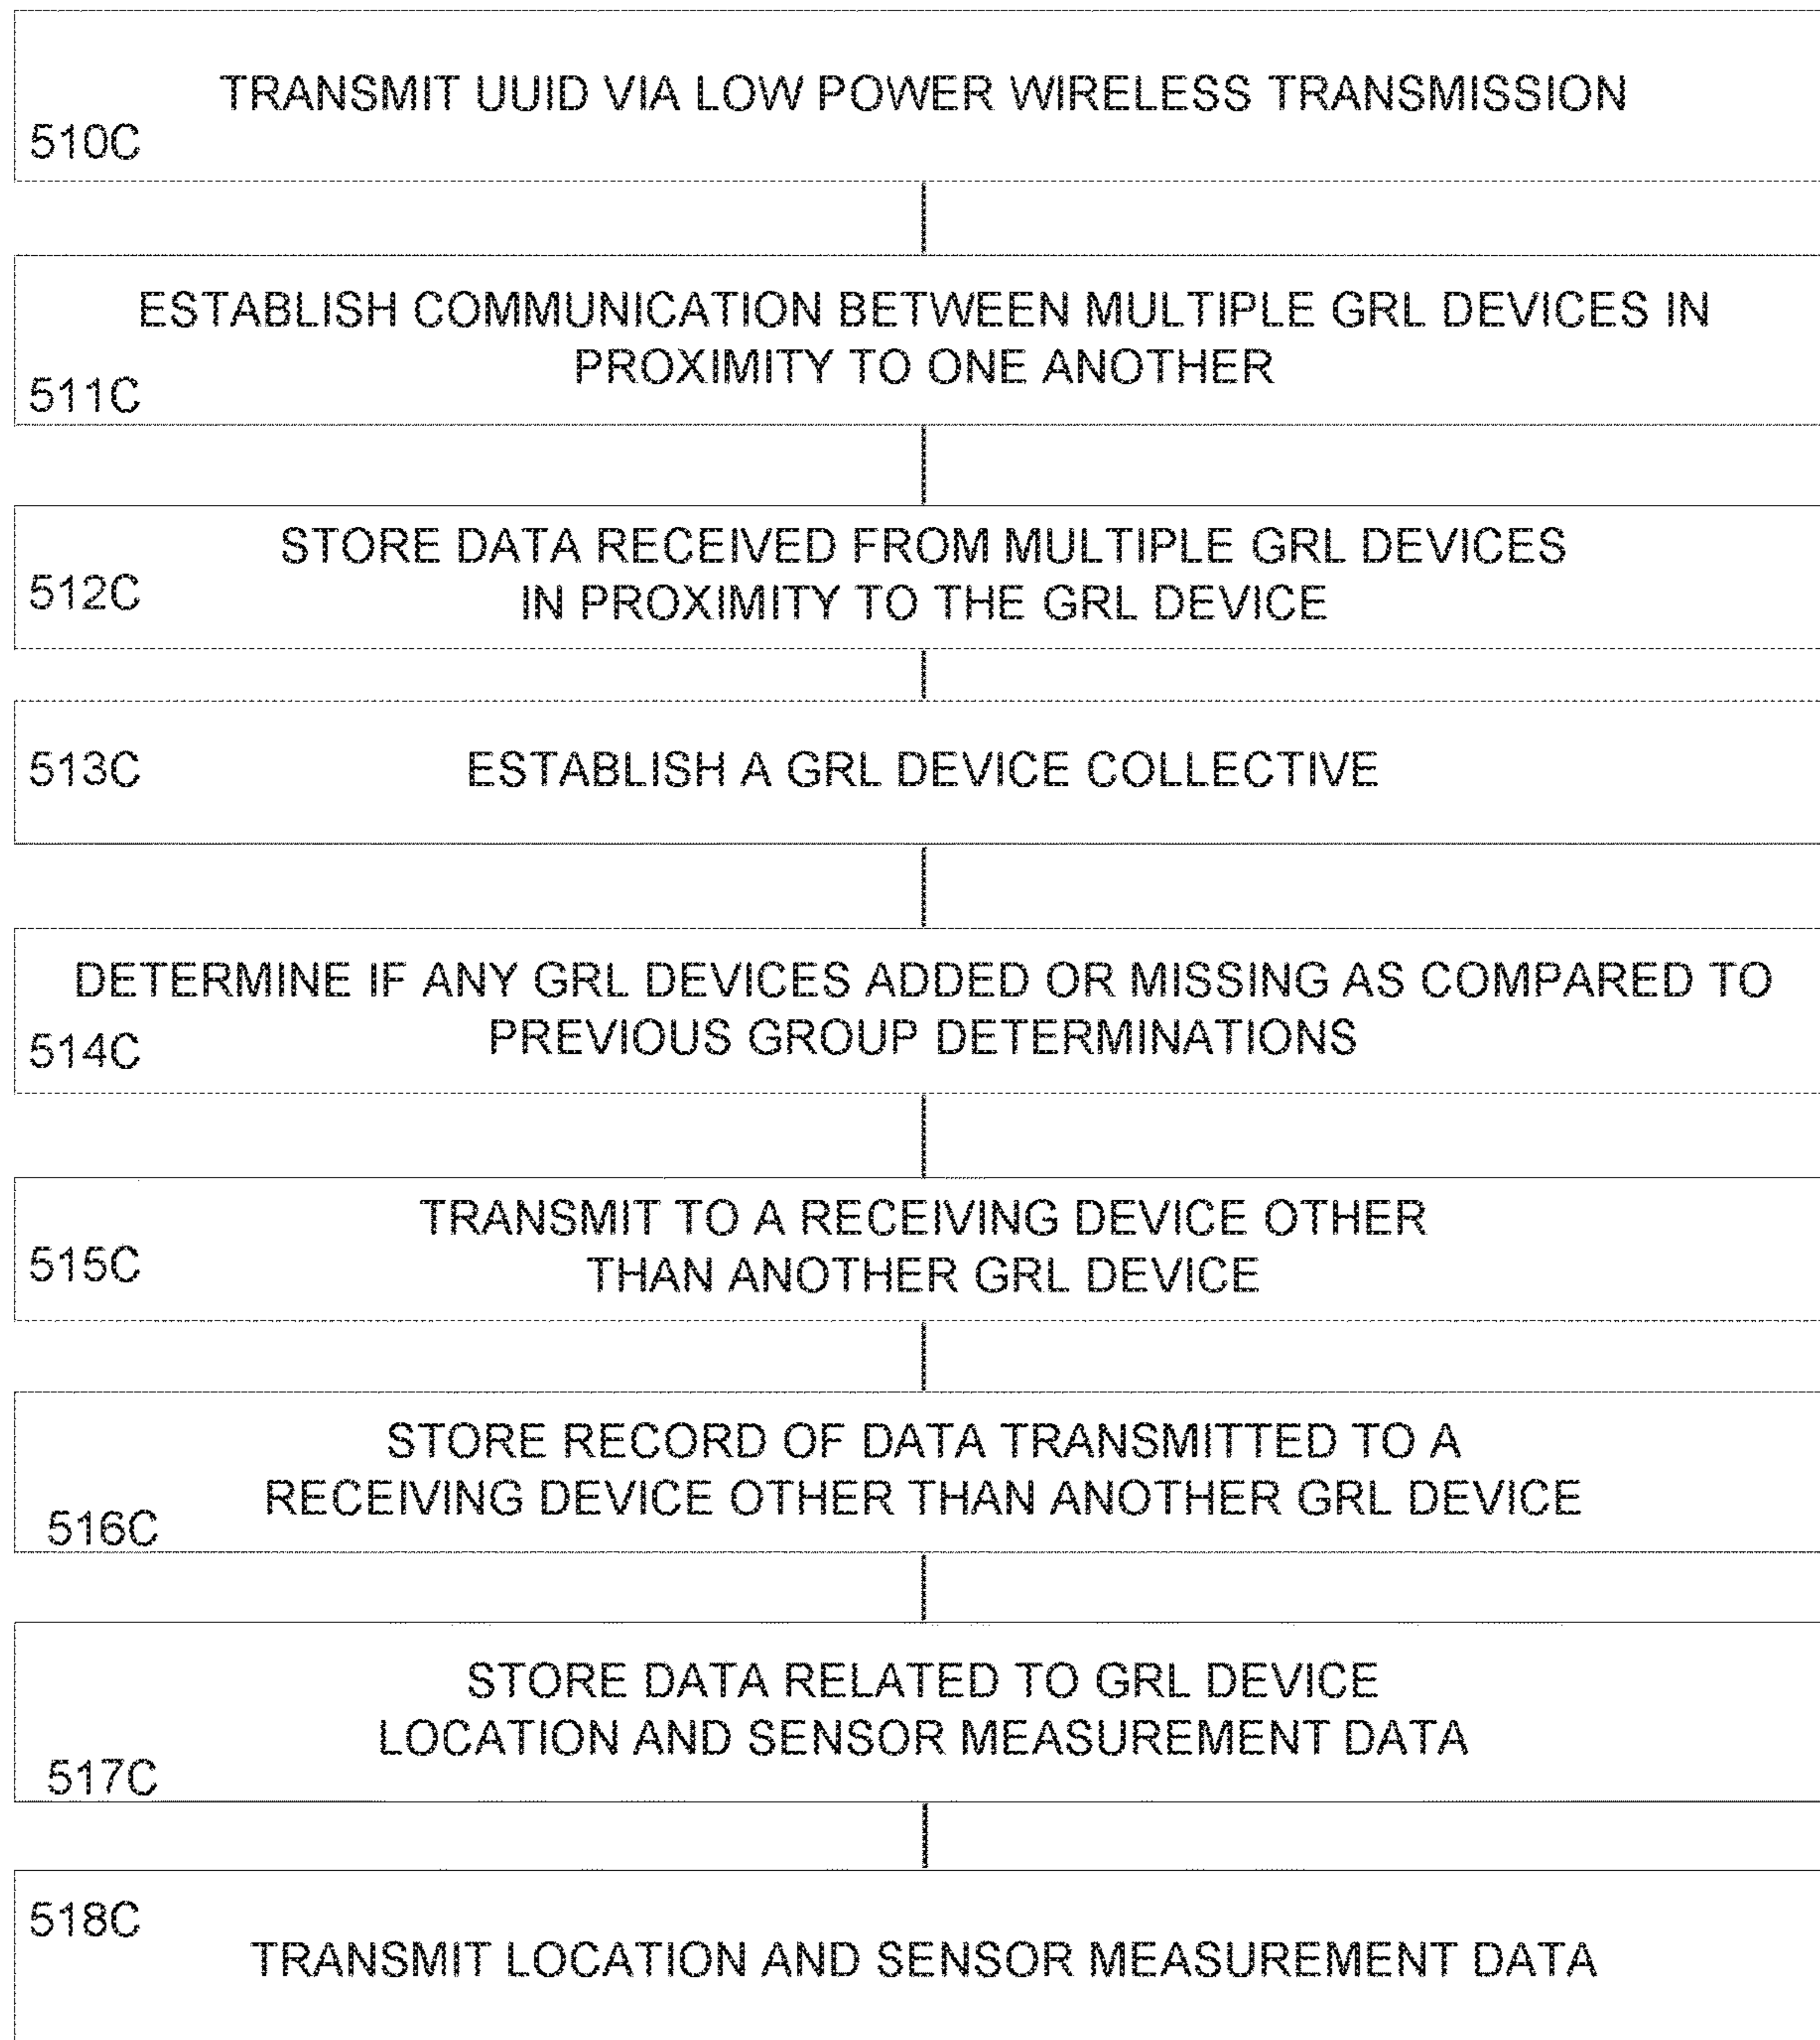 TRANSMIT UUID VIA LOW POWER WIRELESS TRANSMISSION
510C
ESTABLISH COMMUNICATION BETWEEN MULTIPLE GRL DEVICES IN
PROXIMITY TO ONE ANOTHER
511C
STORE DATA RECEIVED FROM MULTIPLE GRL DEVICES
512C
IN PROXIMITY TO THE GRL DEVICE
513C ESTABLISH A GRL DEVICE COLLECTIVE
DETERMINE IF ANY GRL DEVICES ADDED OR MISSING AS COMPARED TO
PREVIOUS GROUP DETERMINATIONS
514C
TRANSMIT TO A RECEIVING DEVICE OTHER
515C
THAN ANOTHER GRL DEVICE
STORE RECORD OF DATA TRANSMITTED TO A
RECEIVING DEVICE OTHER THAN ANOTHER GRL DEVICE
516C
STORE DATA RELATED TO GRL DEVICE
LOCATION AND SENSOR MEASUREMENT DATA
517C
518C
TRANSMIT LOCATION AND SENSOR MEASUREMENT DATA